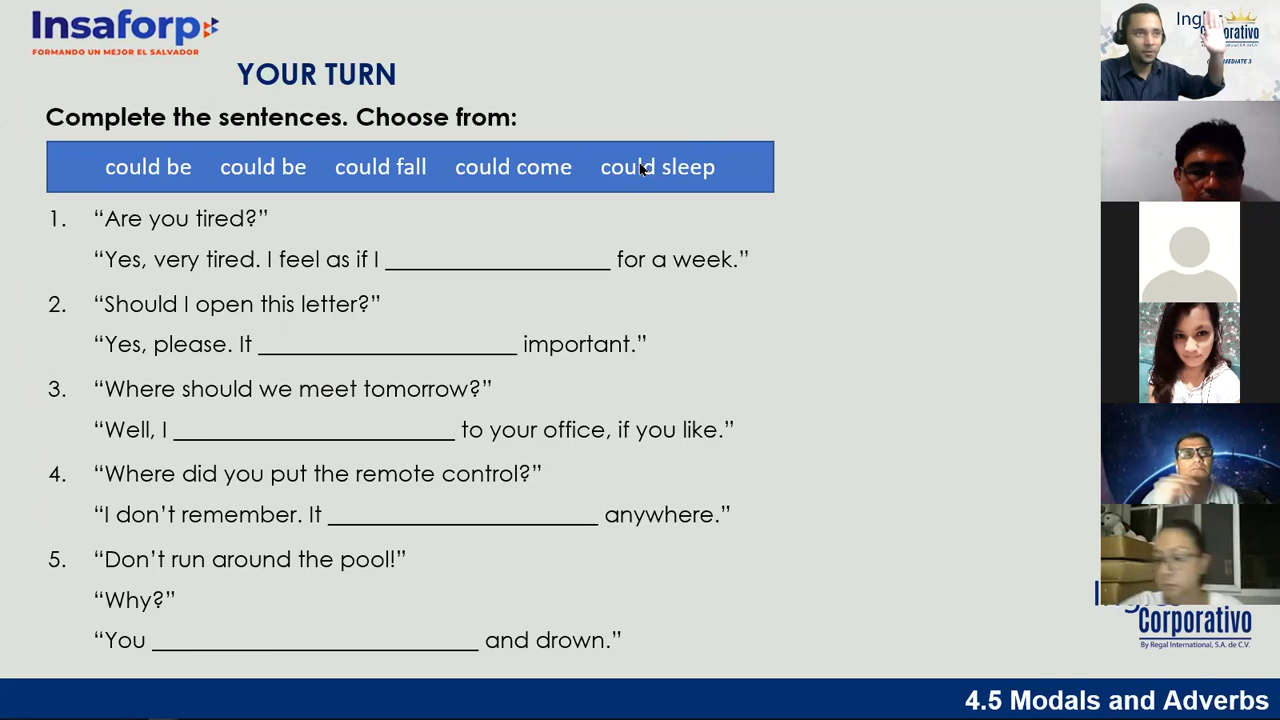 Insaforp
FORMANDO UN MEJOR EL SALVADOR
YOUR TURN
Complete the sentences. Choose from:
could be could be could fall could come could sleep
1. “Are you tired?”
“Yes, very tired. I feel as if I ____________________ for a week.”
2. “Should I open this letter?”
“Yes, please. It _______________________ important.”
3. “Where should we meet tomorrow?”
“Well, I _________________________ to your office, if you like.”
4. “Where did you put the remote control?”
“I don’t remember. It ________________________ anywhere.”
5. “Don’t run around the pool!”
“Why?”
“You _____________________________ and drown.”
Corporativo
By Regal International, S.A. de C.V.
4.5 Modals and Adverbs